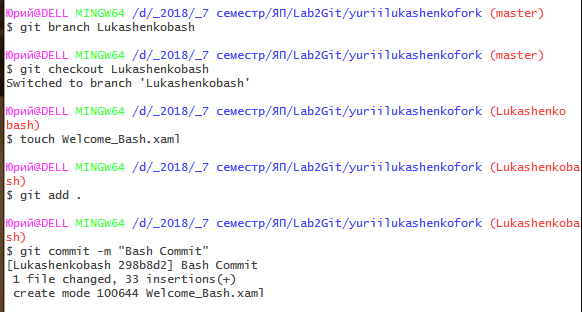 Юрий@DELL MINGW64 /d/_2018/_7 семестр/ЯП/Lab2Git/yuriilukashenkofork (master)
$ git branch Lukashenkobash
Юрий@DELL MINGW64 /d/_2018/_7 семестр/ЯП/Lab2Git/yuriilukashenkofork (master)
$ git checkout Lukashenkobash
Switched to branch 'Lukashenkobash'
Юрий@DELL MINGW64 /d/_2018/_7 семестр/ЯП/Lab2Git/yuriilukashenkofork (Lukashenko
bash)
$ touch Welcome_Bash.xaml
Юрий@DELL MINGW64 /d/_2018/_7 семестр/ЯП/Lab2Git/yuriilukashenkofork (Lukashenkoba
sh)
$ git add .
Юрий@DELL MINGW64 /d/_2018/_7 семестр/ЯП/Lab2Git/yuriilukashenkofork (Lukashenkoba
sh)
$ git commit -m "Bash Commit"
[Lukashenkobash 298b8d2] Bash Commit
 1 file changed, 33 insertions(+)
 create mode 100644 Welcome_Bash.xaml